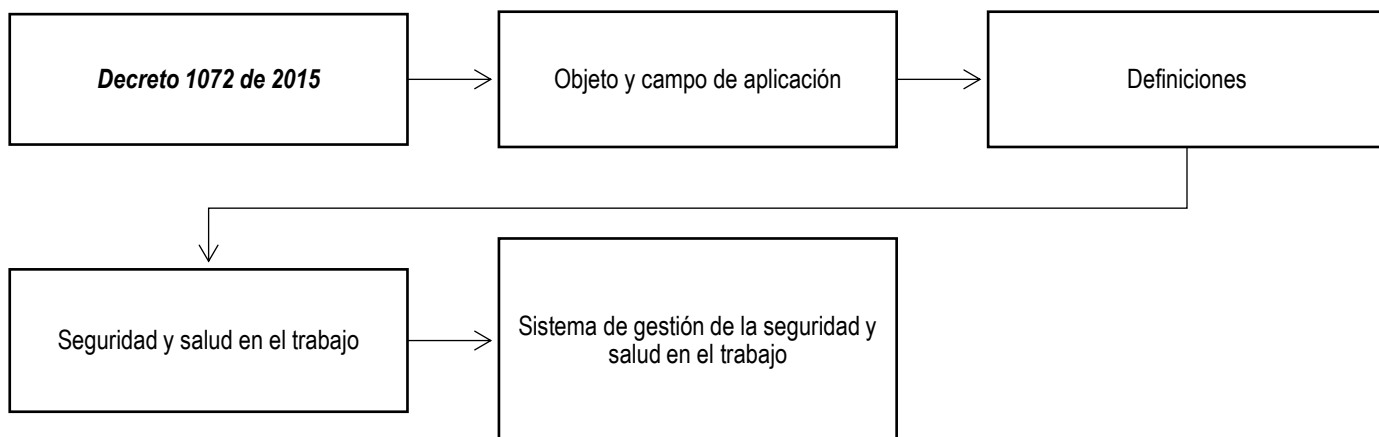 Decreto 1072 de 2015
Objeto y campo de aplicación
Definiciones
Seguridad y salud en el trabajo
Sistema de gestión de la seguridad y
salud en el trabajo